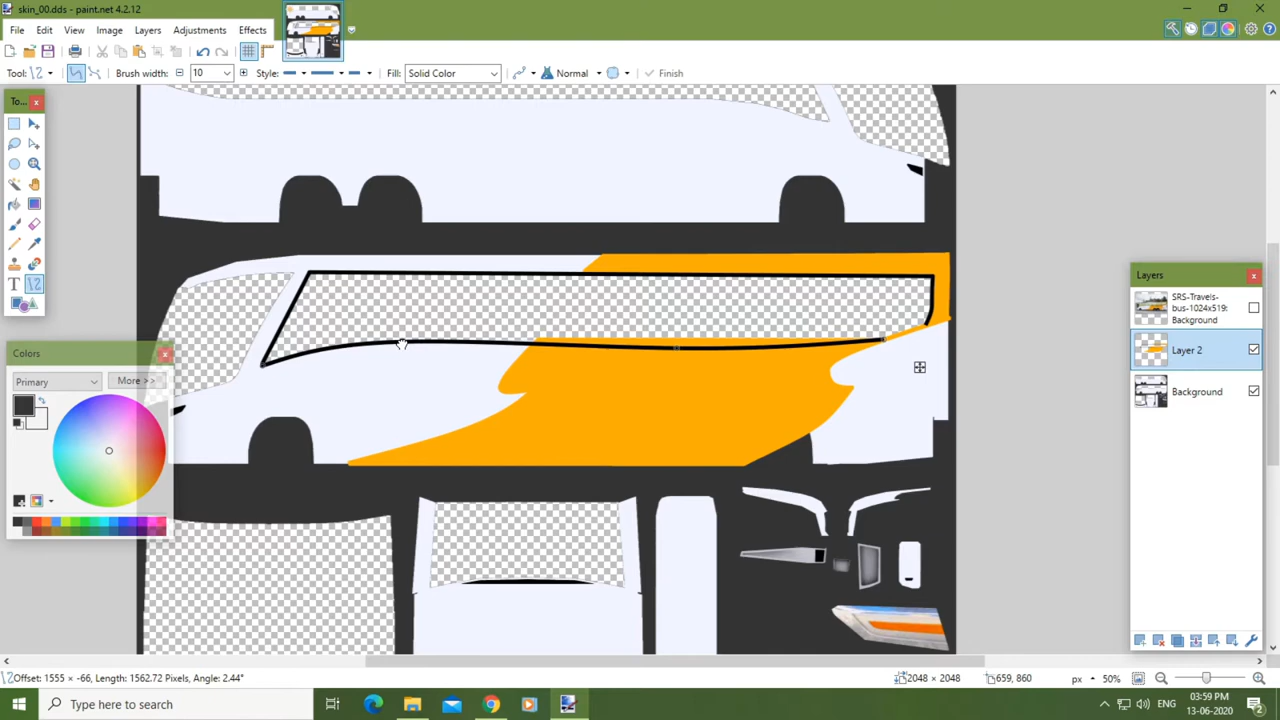 skin_00.dds - paint.net 4.2.12
File Edit View Image Layers Adjustments Effects
Tool: Brush width: 10 Style: Fill: Solid Color Normal Finish
To...
Colors
Primary More >>
Layers
SRS-Travels-
bus-1024x519:
Background
Layer 2
Background
Offset: 1555 × -66, Length: 1562.72 Pixels, Angle: 2.44° 2048 × 2048 659, 860 px 50%
Type here to search
ENG
03:59 PM
13-06-2020
2